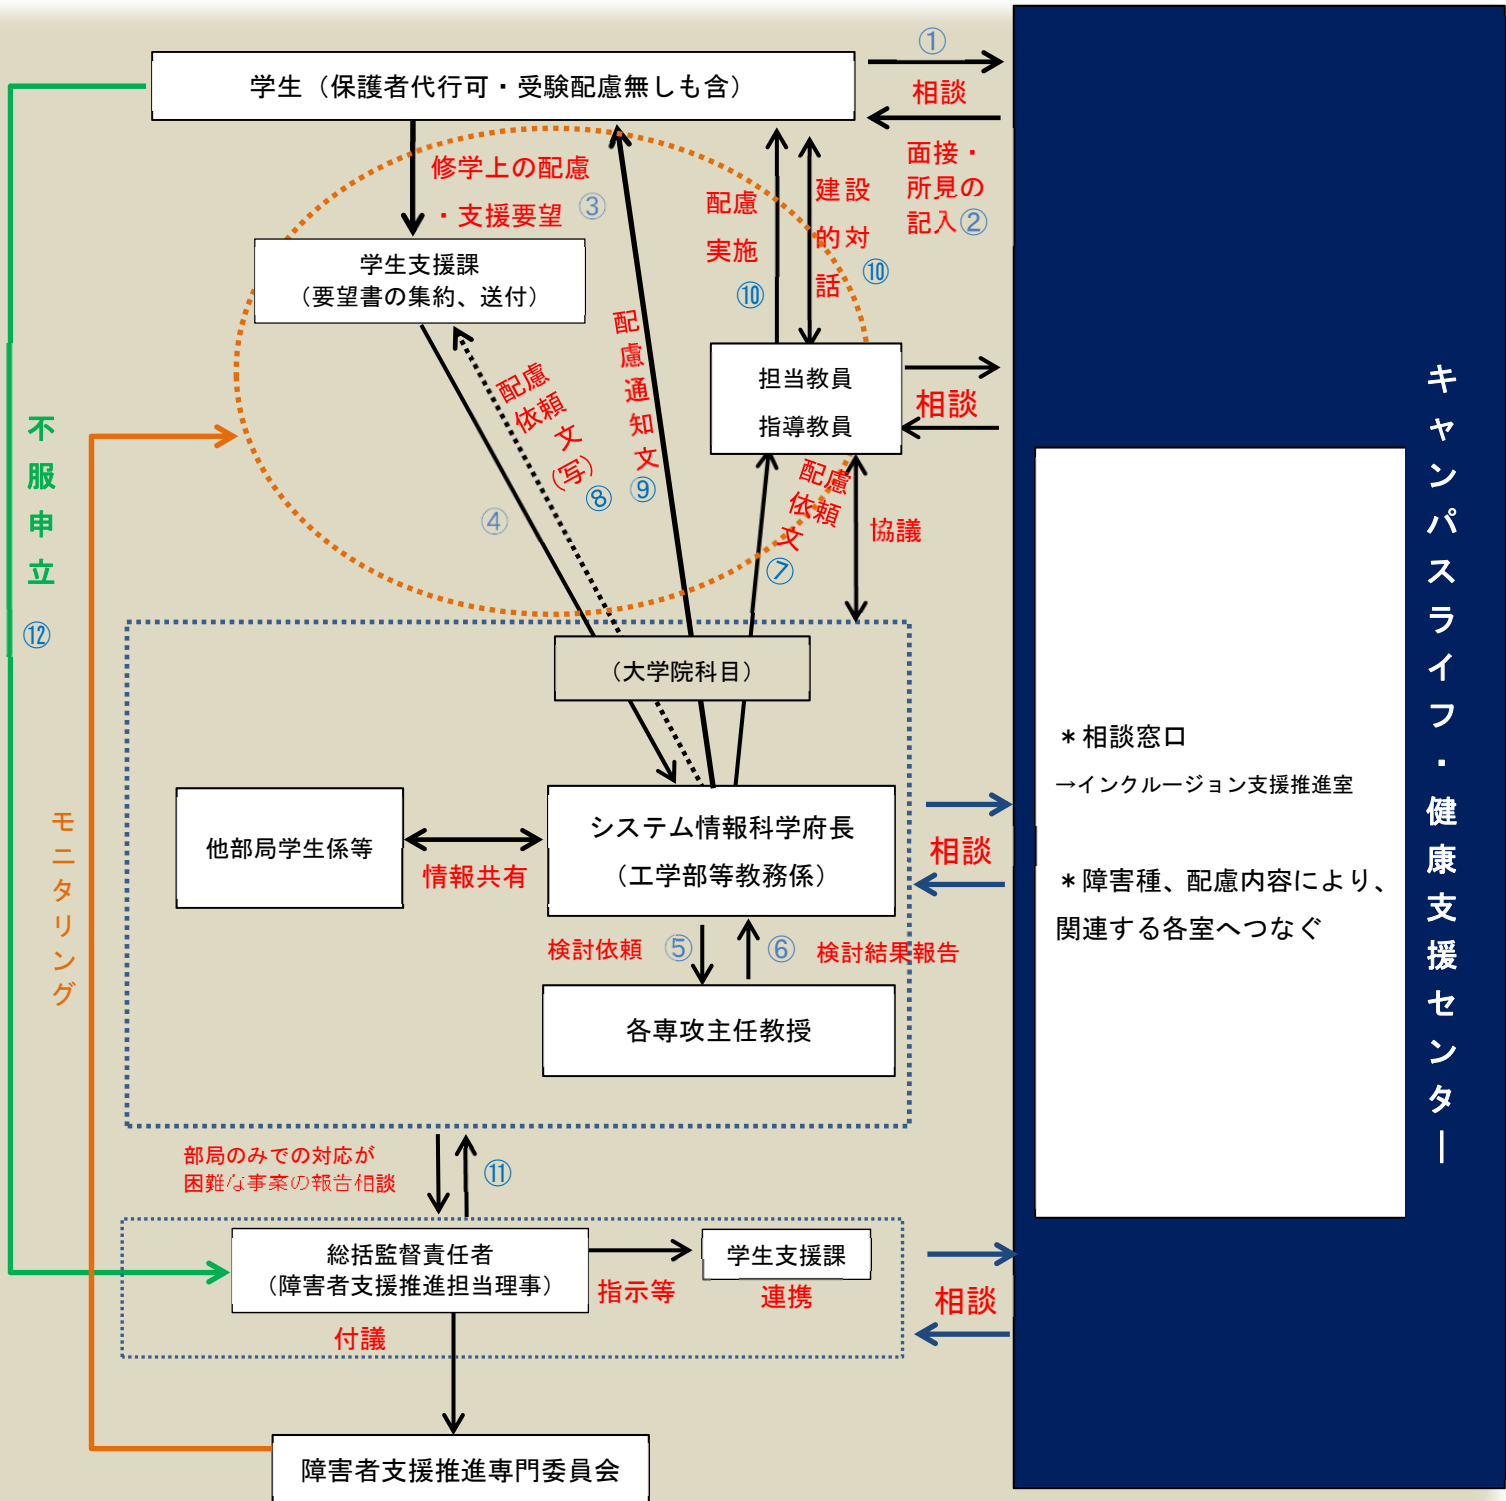 ①
学生（保護者代行可・受験配慮無しも含）
相談
面接・
所見の
記入②
修学上の配慮
・支援要望 ③
配慮
実施
⑩
建設
的対
話
⑩
学生支援課
（要望書の集約、送付）
配慮通知文⑨
配慮
依頼
文
(写)
⑧
④
担当教員
指導教員
相談
配慮
依頼
文
⑦
協議
不服申立
⑫
モニタリング
（大学院科目）
システム情報科学府長
（工学部等教務係）
他部局学生係等
情報共有
相談
検討依頼 ⑤
⑥ 検討結果報告
各専攻主任教授
部局のみでの対応が
困難な事案の報告相談
⑪
総括監督責任者
（障害者支援推進担当理事）
指示等
学生支援課
連携
相談
付議
障害者支援推進専門委員会
＊相談窓口
→インクルージョン支援推進室
＊障害種、配慮内容により、
関連する各室へつなぐ
キャンパスライフ・健康支援センター